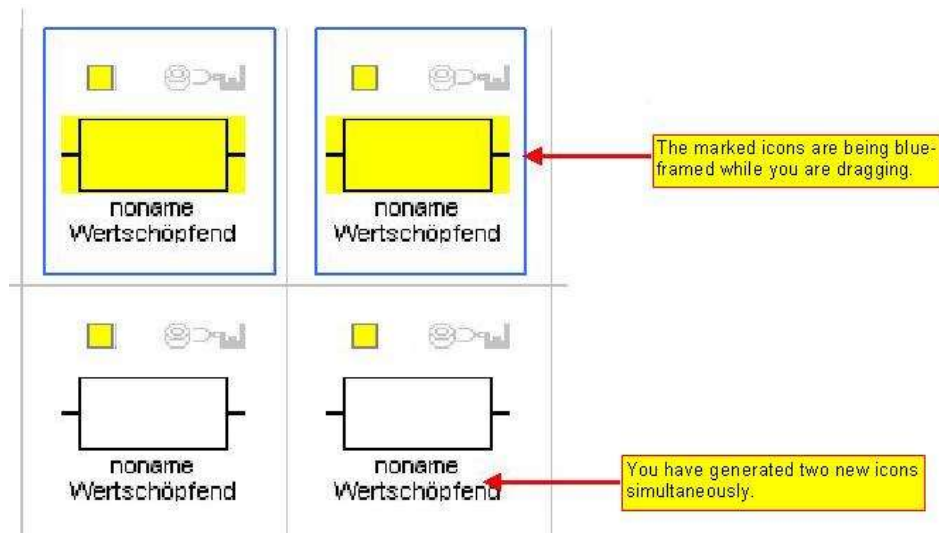 noname
Wertschöpfend
noname
Wertschöpfend
The marked icons are being blue-
framed while you are dragging.
noname
Wertschöpfend
noname
Wertschöpfend
You have generated two new icons
simultaneously.